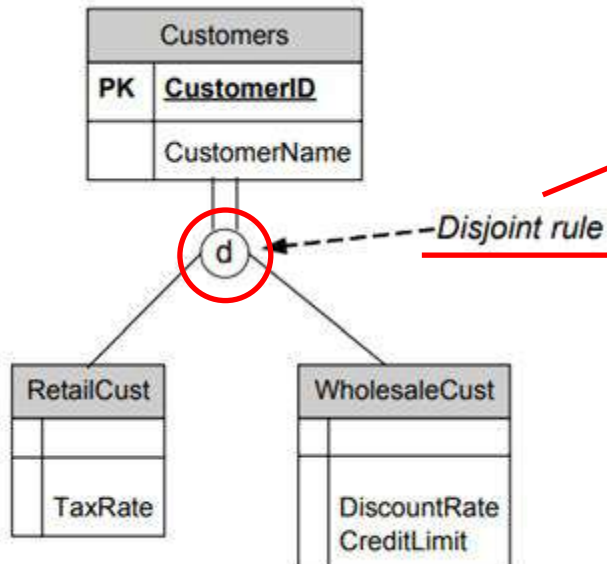 Customers
PK CustomerID
CustomerName
d
Disjoint rule
RetailCust
WholesaleCust
TaxRate
DiscountRate
CreditLimit